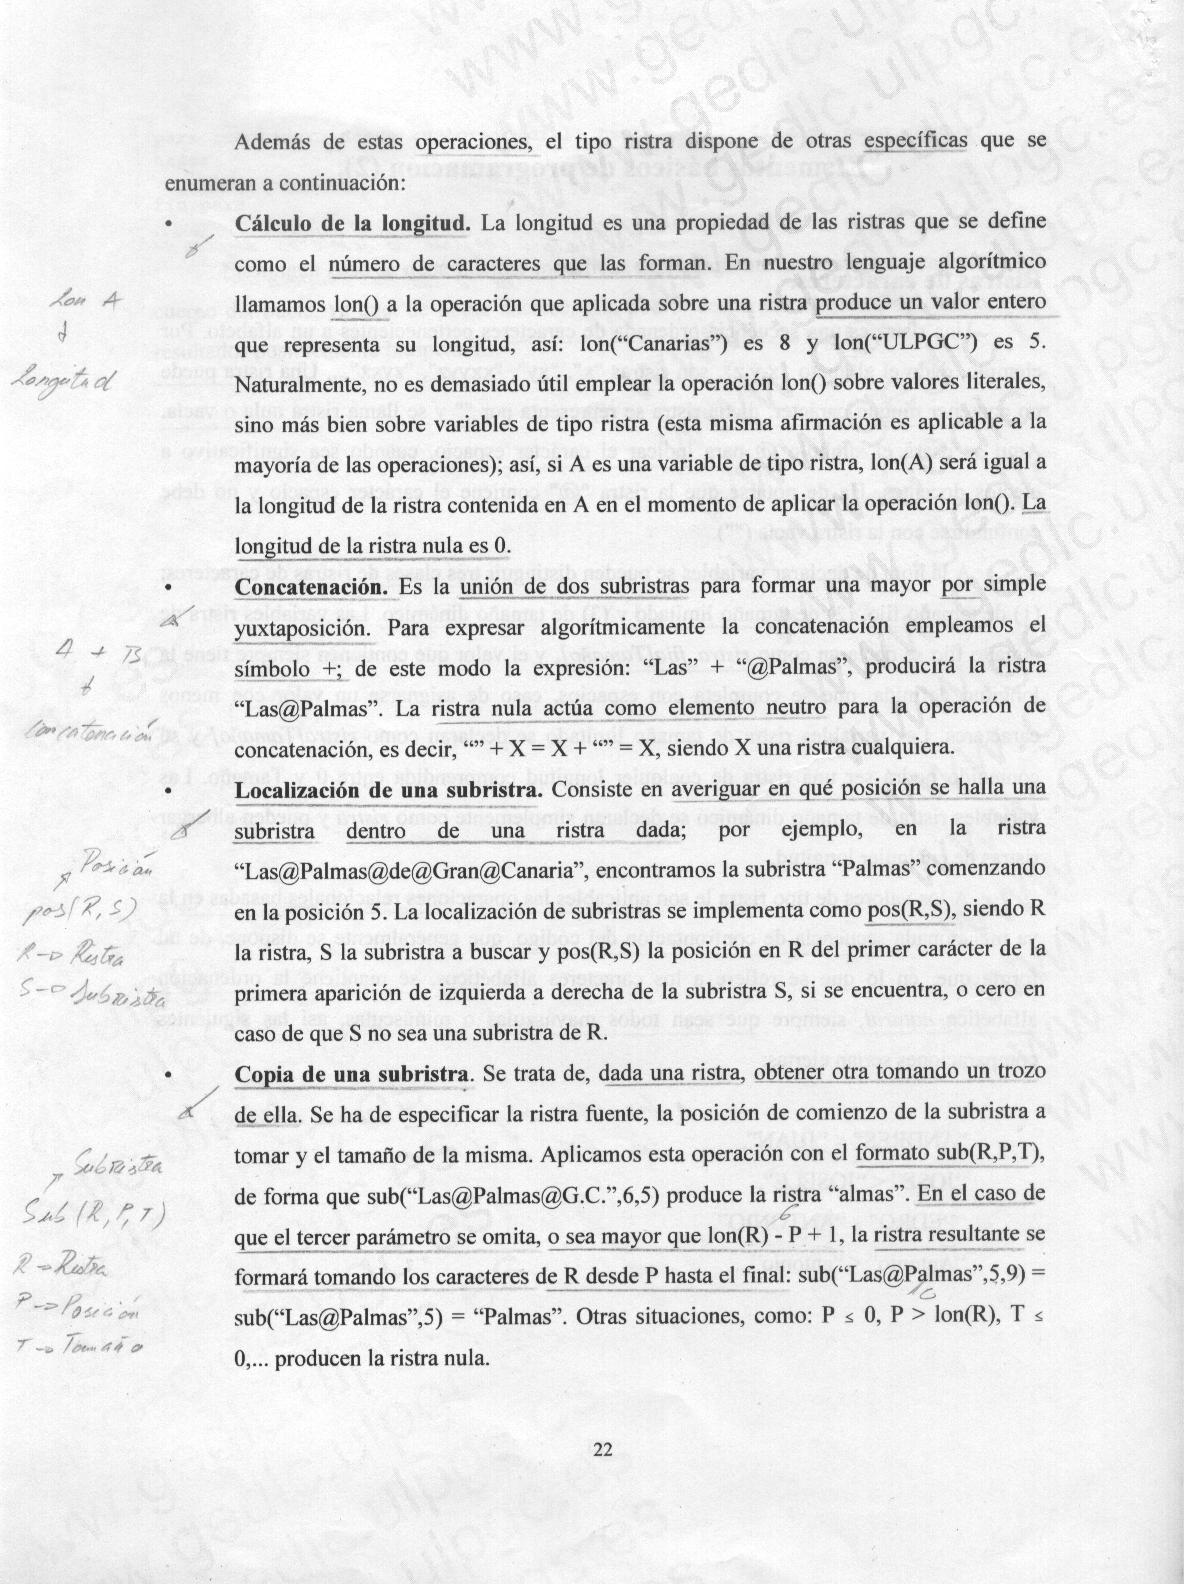 Además de estas operaciones, el tipo ristra dispone de otras específicas que se
enumeran a continuación:
• Cálculo de la longitud. La longitud es una propiedad de las ristras que se define
como el número de caracteres que las forman. En nuestro lenguaje algorítmico
llamamos lon() a la operación que aplicada sobre una ristra produce un valor entero
que representa su longitud, así: lon(“Canarias”) es 8 y lon(“ULPGC”) es 5.
Naturalmente, no es demasiado útil emplear la operación lon() sobre valores literales,
sino más bien sobre variables de tipo ristra (esta misma afirmación es aplicable a la
mayoría de las operaciones); así, si A es una variable de tipo ristra, lon(A) será igual a
la longitud de la ristra contenida en A en el momento de aplicar la operación lon(). La
longitud de la ristra nula es 0.
Lon A
Longitud
• Concatenación. Es la unión de dos subristras para formar una mayor por simple
yuxtaposición. Para expresar algorítmicamente la concatenación empleamos el
símbolo +; de este modo la expresión: “Las” + “@Palmas”, producirá la ristra
“Las@Palmas”. La ristra nula actúa como elemento neutro para la operación de
concatenación, es decir, “” + X = X + “” = X, siendo X una ristra cualquiera.
A + B
Concatenación
• Localización de una subristra. Consiste en averiguar en qué posición se halla una
subristra dentro de una ristra dada; por ejemplo, en la ristra
“Las@Palmas@de@Gran@Canaria”, encontramos la subristra “Palmas” comenzando
en la posición 5. La localización de subristras se implementa como pos(R,S), siendo R
la ristra, S la subristra a buscar y pos(R,S) la posición en R del primer carácter de la
primera aparición de izquierda a derecha de la subristra S, si se encuentra, o cero en
caso de que S no sea una subristra de R.
Posición
pos(R,S)
R → Ristra
S → Subristra
• Copia de una subristra. Se trata de, dada una ristra, obtener otra tomando un trozo
de ella. Se ha de especificar la ristra fuente, la posición de comienzo de la subristra a
tomar y el tamaño de la misma. Aplicamos esta operación con el formato sub(R,P,T),
de forma que sub(“Las@Palmas@G.C.”,6,5) produce la ristra “almas”. En el caso de
que el tercer parámetro se omita, o sea mayor que lon(R) - P + 1, la ristra resultante se
formará tomando los caracteres de R desde P hasta el final: sub(“Las@Palmas”,5,9) =
sub(“Las@Palmas”,5) = “Palmas”. Otras situaciones, como: P ≤ 0, P > lon(R), T ≤
0,... producen la ristra nula.
6
10
Subristra
Sub(R,P,T)
R → Ristra
P → Posición
T → Tamaño
22
www.gedlc.ulpgc.es